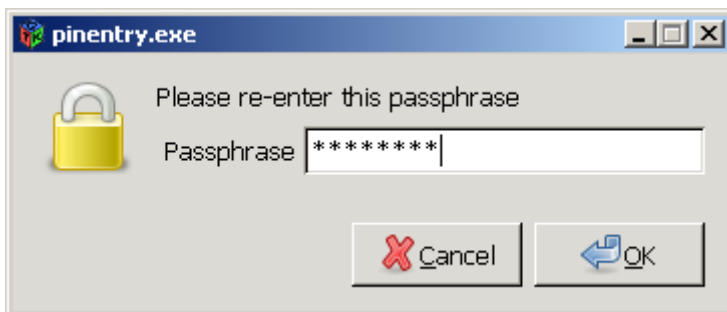 pinentry.exe
Please re-enter this passphrase
Passphrase ********
Cancel OK